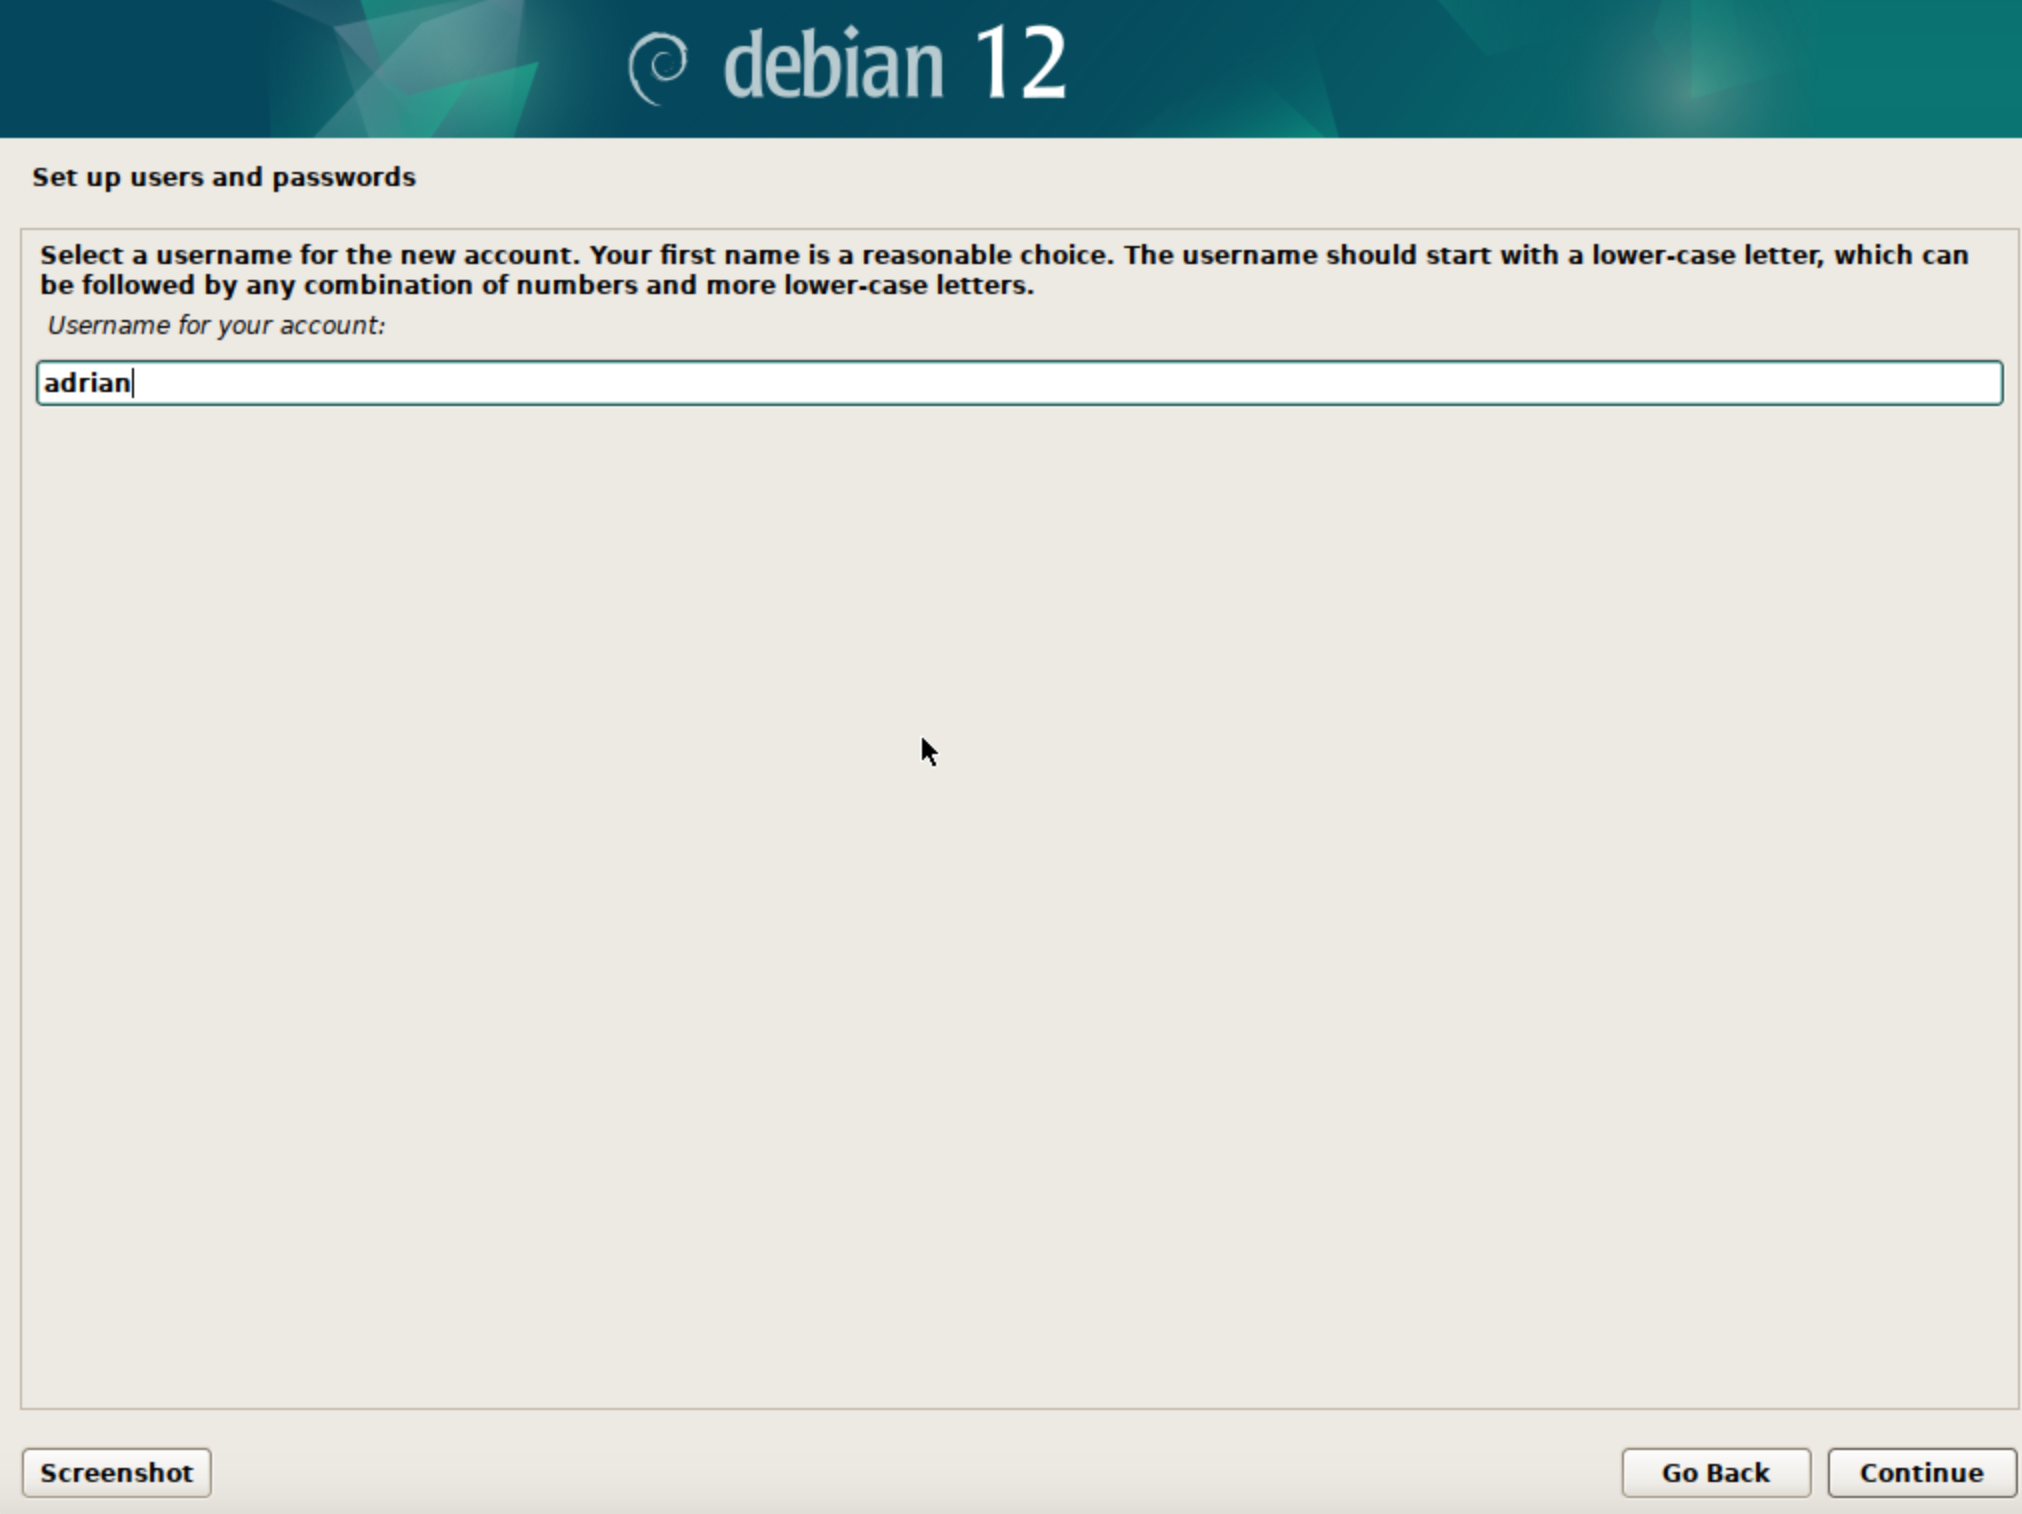 debian 12
Set up users and passwords
Select a username for the new account. Your first name is a reasonable choice. The username should start with a lower-case letter, which can
be followed by any combination of numbers and more lower-case letters.
Username for your account:
adrian
Screenshot
Go Back
Continue